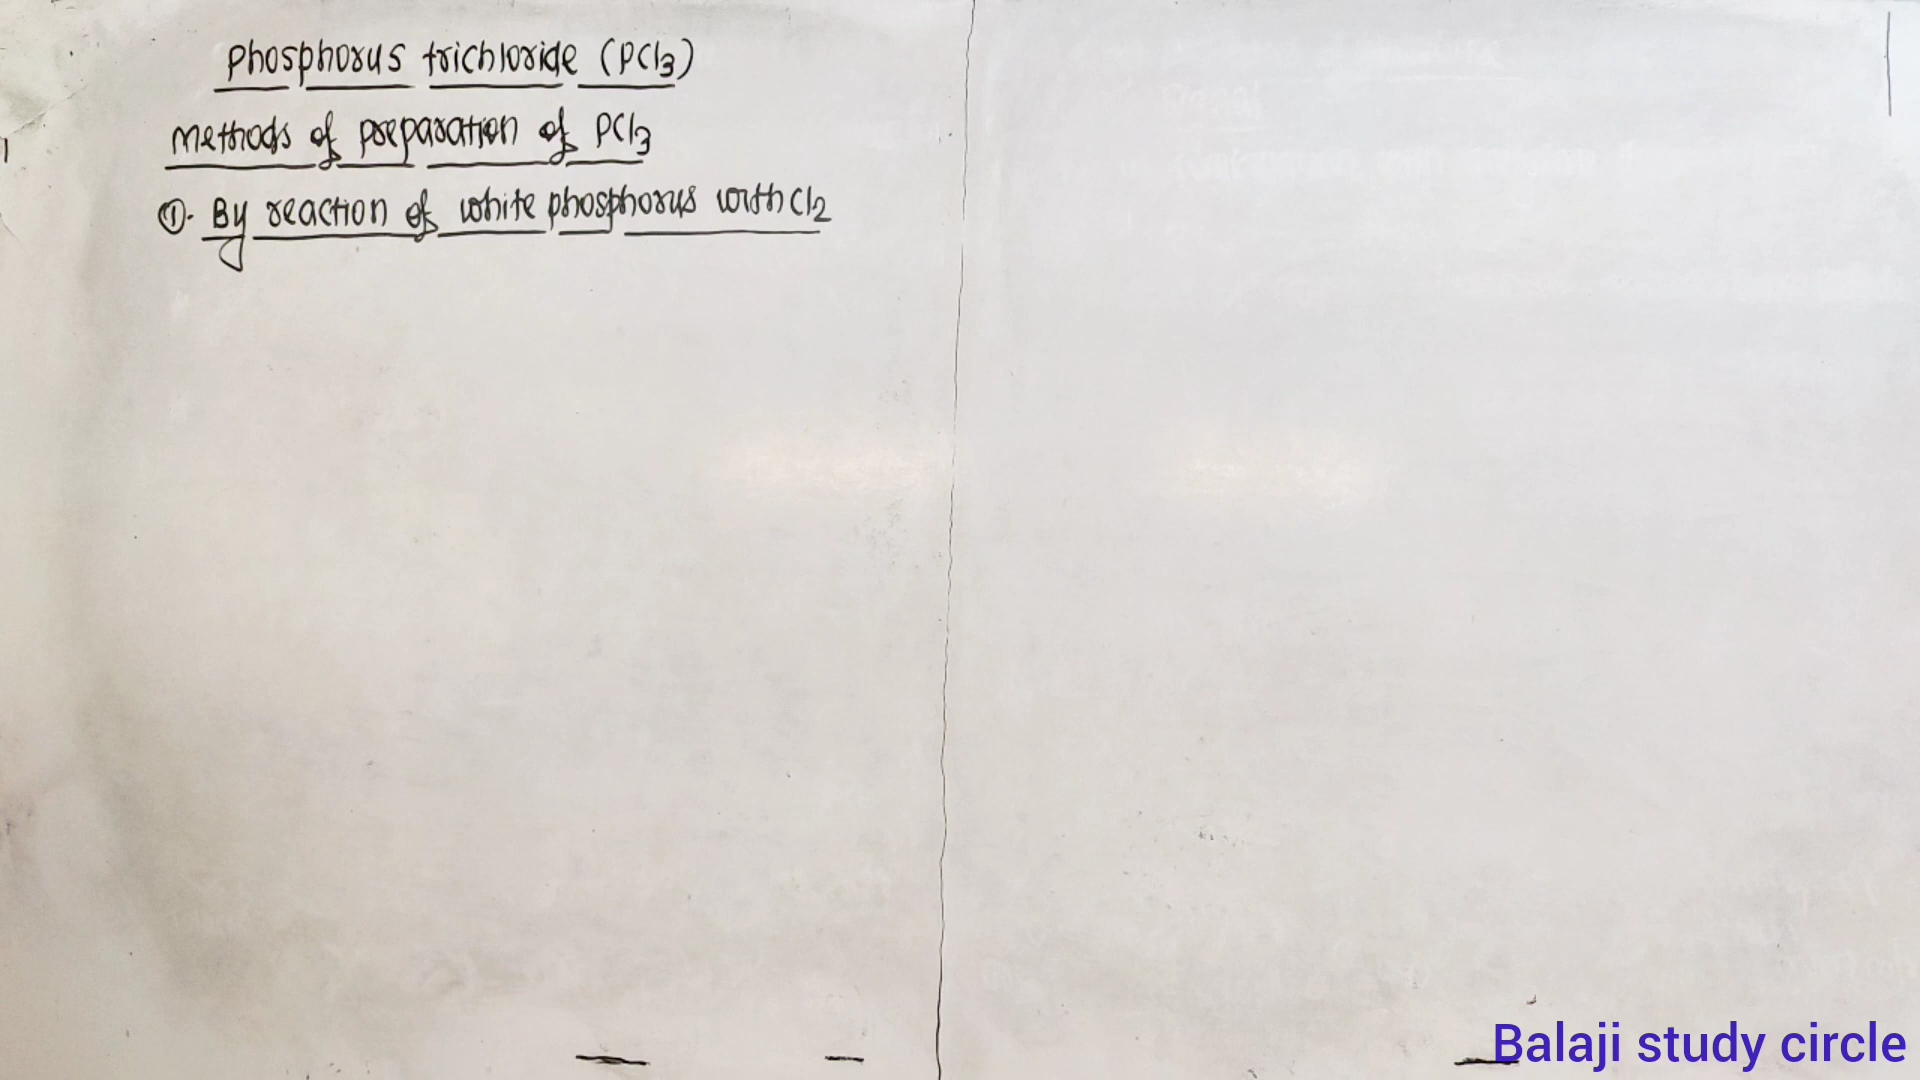 Phosphorus trichloride (PCl3)
Methods of preparation of PCl3
①. By reaction of white phosphorus with Cl2
Balaji study circle